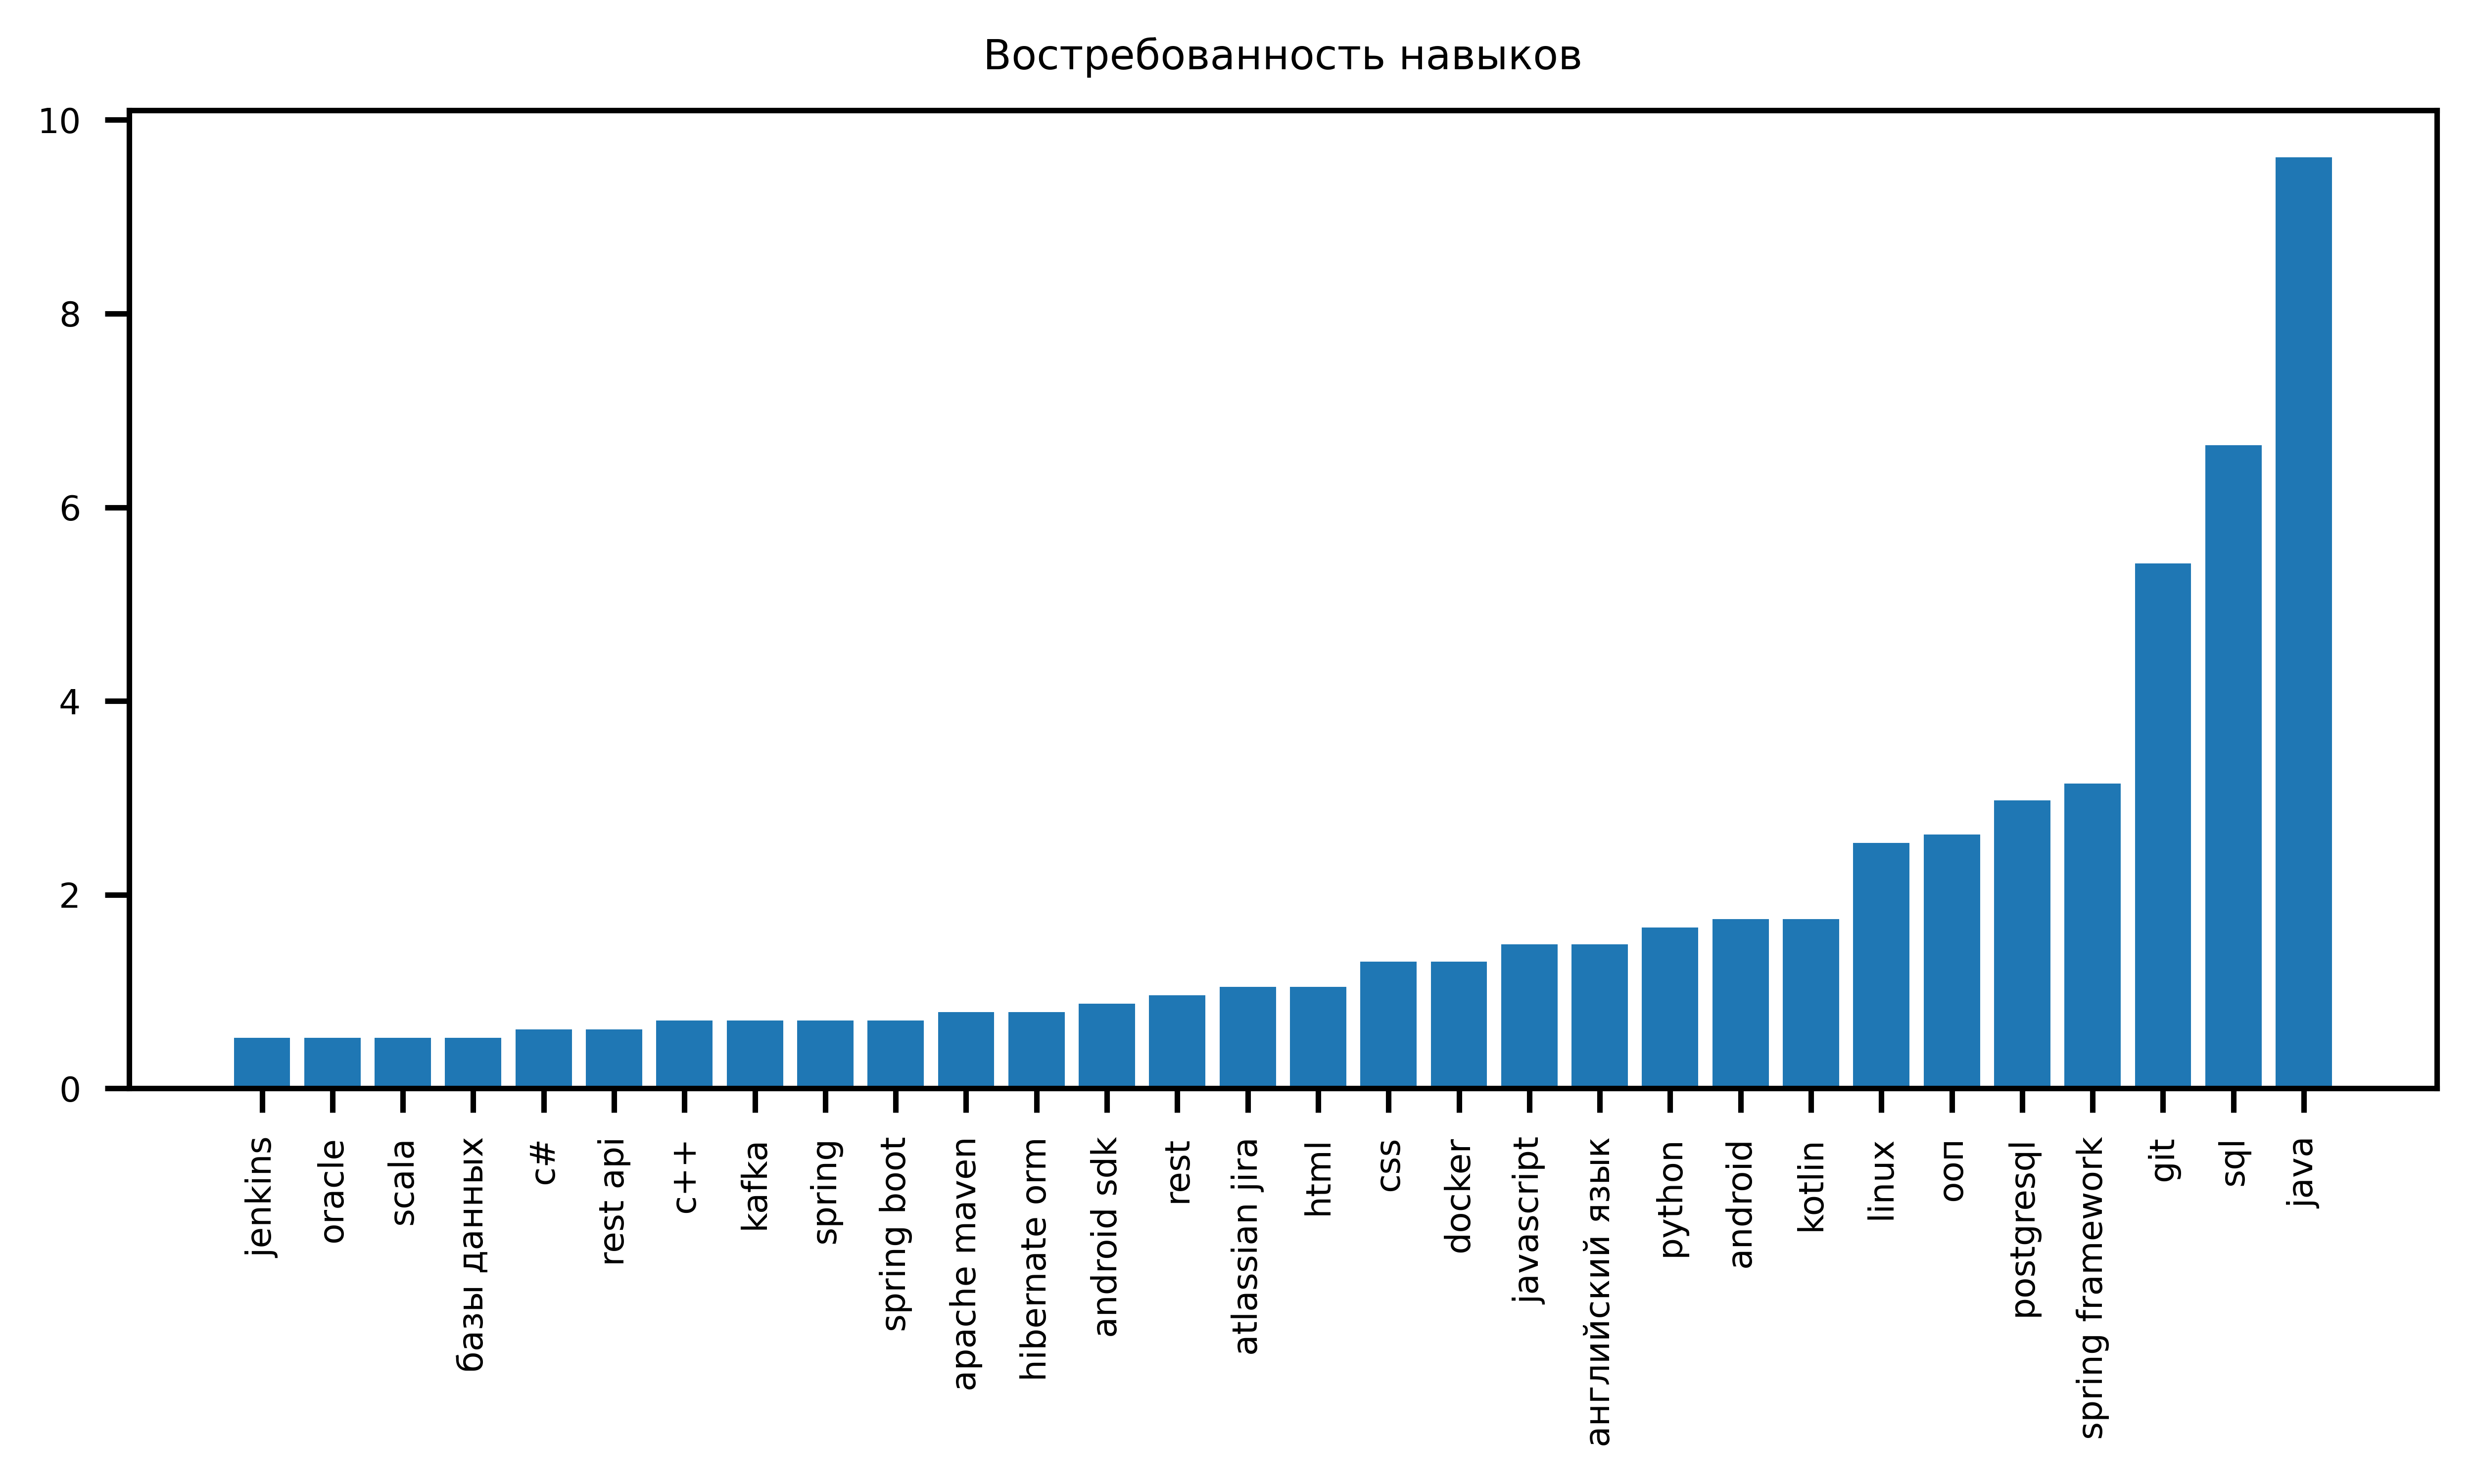 Востребованность навыков
10
8
6
4
2
0
jenkins
oracle
scala
базы данных
c#
rest api
c++
kafka
spring
spring boot
apache maven
hibernate orm
android sdk
rest
atlassian jira
html
css
docker
javascript
английский язык
python
android
kotlin
linux
ооп
postgresql
spring framework
git
sql
java